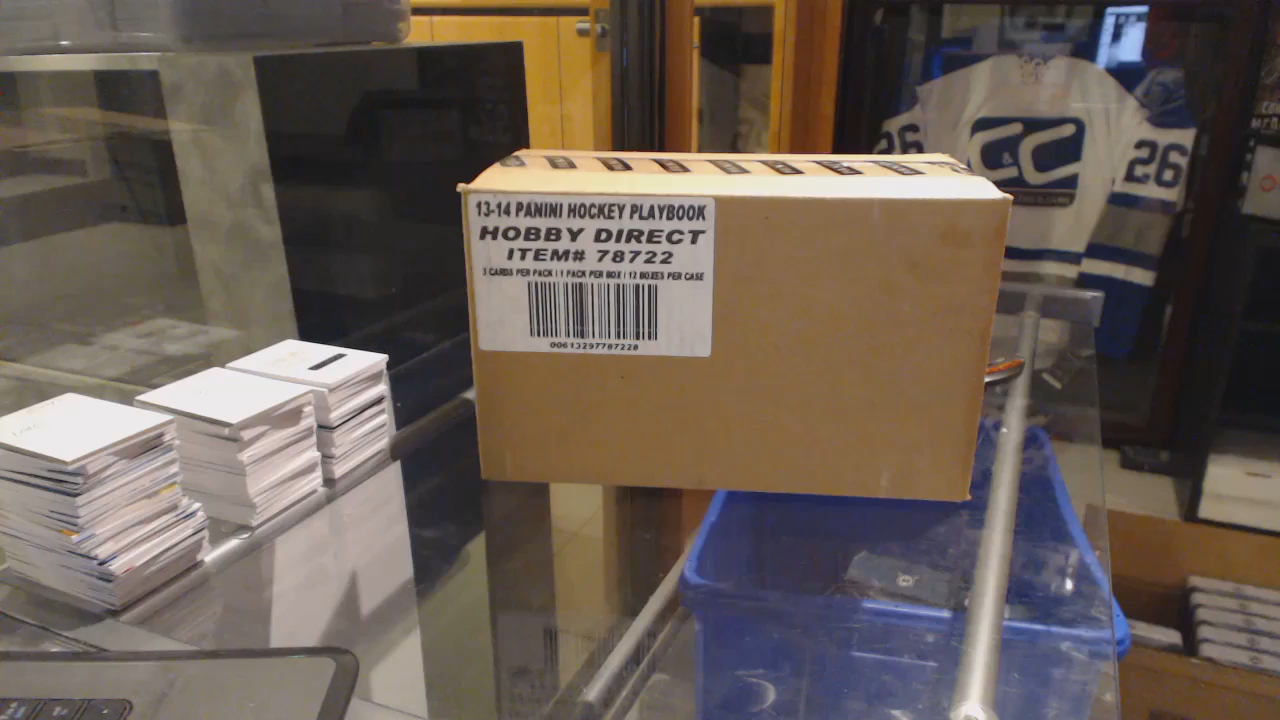 13-14 PANINI HOCKEY PLAYBOOK
HOBBY DIRECT
ITEM# 78722
3 CARDS PER PACK | 1 PACK PER BOX | 12 BOXES PER CASE
00613297787228
26
C&C
26